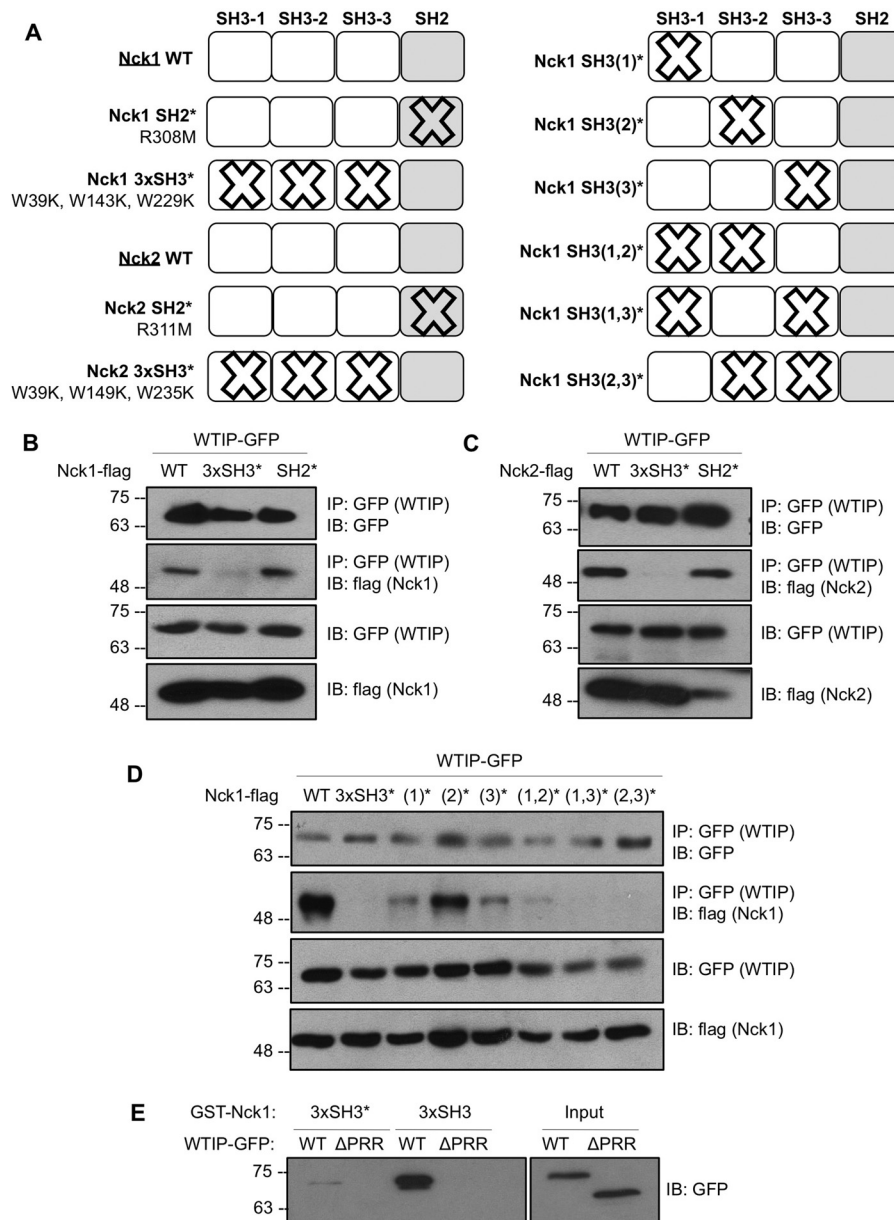 A
SH3-1 SH3-2 SH3-3 SH2
Nck1 WT
Nck1 SH2*
R308M
Nck1 3xSH3*
W39K, W143K, W229K
Nck2 WT
Nck2 SH2*
R311M
Nck2 3xSH3*
W39K, W149K, W235K
SH3-1 SH3-2 SH3-3 SH2
Nck1 SH3(1)*
Nck1 SH3(2)*
Nck1 SH3(3)*
Nck1 SH3(1,2)*
Nck1 SH3(1,3)*
Nck1 SH3(2,3)*
B
WTIP-GFP
Nck1-flag WT 3xSH3* SH2*
75 --
63 --
IP: GFP (WTIP)
IB: GFP
48 --
IP: GFP (WTIP)
IB: flag (Nck1)
75 --
63 --
IB: GFP (WTIP)
48 --
IB: flag (Nck1)
C
WTIP-GFP
Nck2-flag WT 3xSH3* SH2*
75 --
63 --
IP: GFP (WTIP)
IB: GFP
48 --
IP: GFP (WTIP)
IB: flag (Nck2)
75 --
63 --
IB: GFP (WTIP)
48 --
IB: flag (Nck2)
D
WTIP-GFP
Nck1-flag WT 3xSH3* (1)* (2)* (3)* (1,2)* (1,3)* (2,3)*
75 --
63 --
IP: GFP (WTIP)
IB: GFP
48 --
IP: GFP (WTIP)
IB: flag (Nck1)
75 --
63 --
IB: GFP (WTIP)
48 --
IB: flag (Nck1)
E
GST-Nck1: 3xSH3* 3xSH3 Input
WTIP-GFP: WT ΔPRR WT ΔPRR WT ΔPRR
75 --
63 --
IB: GFP